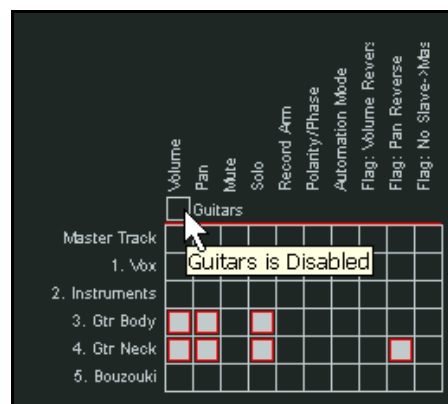 Volume
Pan
Mute
Solo
Record Arm
Polarity/Phase
Automation Mode
Flag: Volume Revers
Flag: Pan Reverse
Flag: No Slave->Mas
Guitars
Guitars is Disabled
Master Track
1. Vox
2. Instruments
3. Gtr Body
4. Gtr Neck
5. Bouzouki